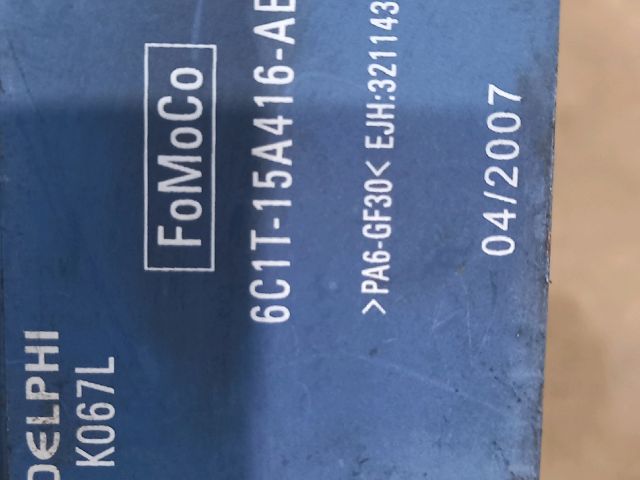 DELPHI
K067L
FoMoCo
6C1T-15A416-AE
>PA6-GF30< EJH:321143
04/2007